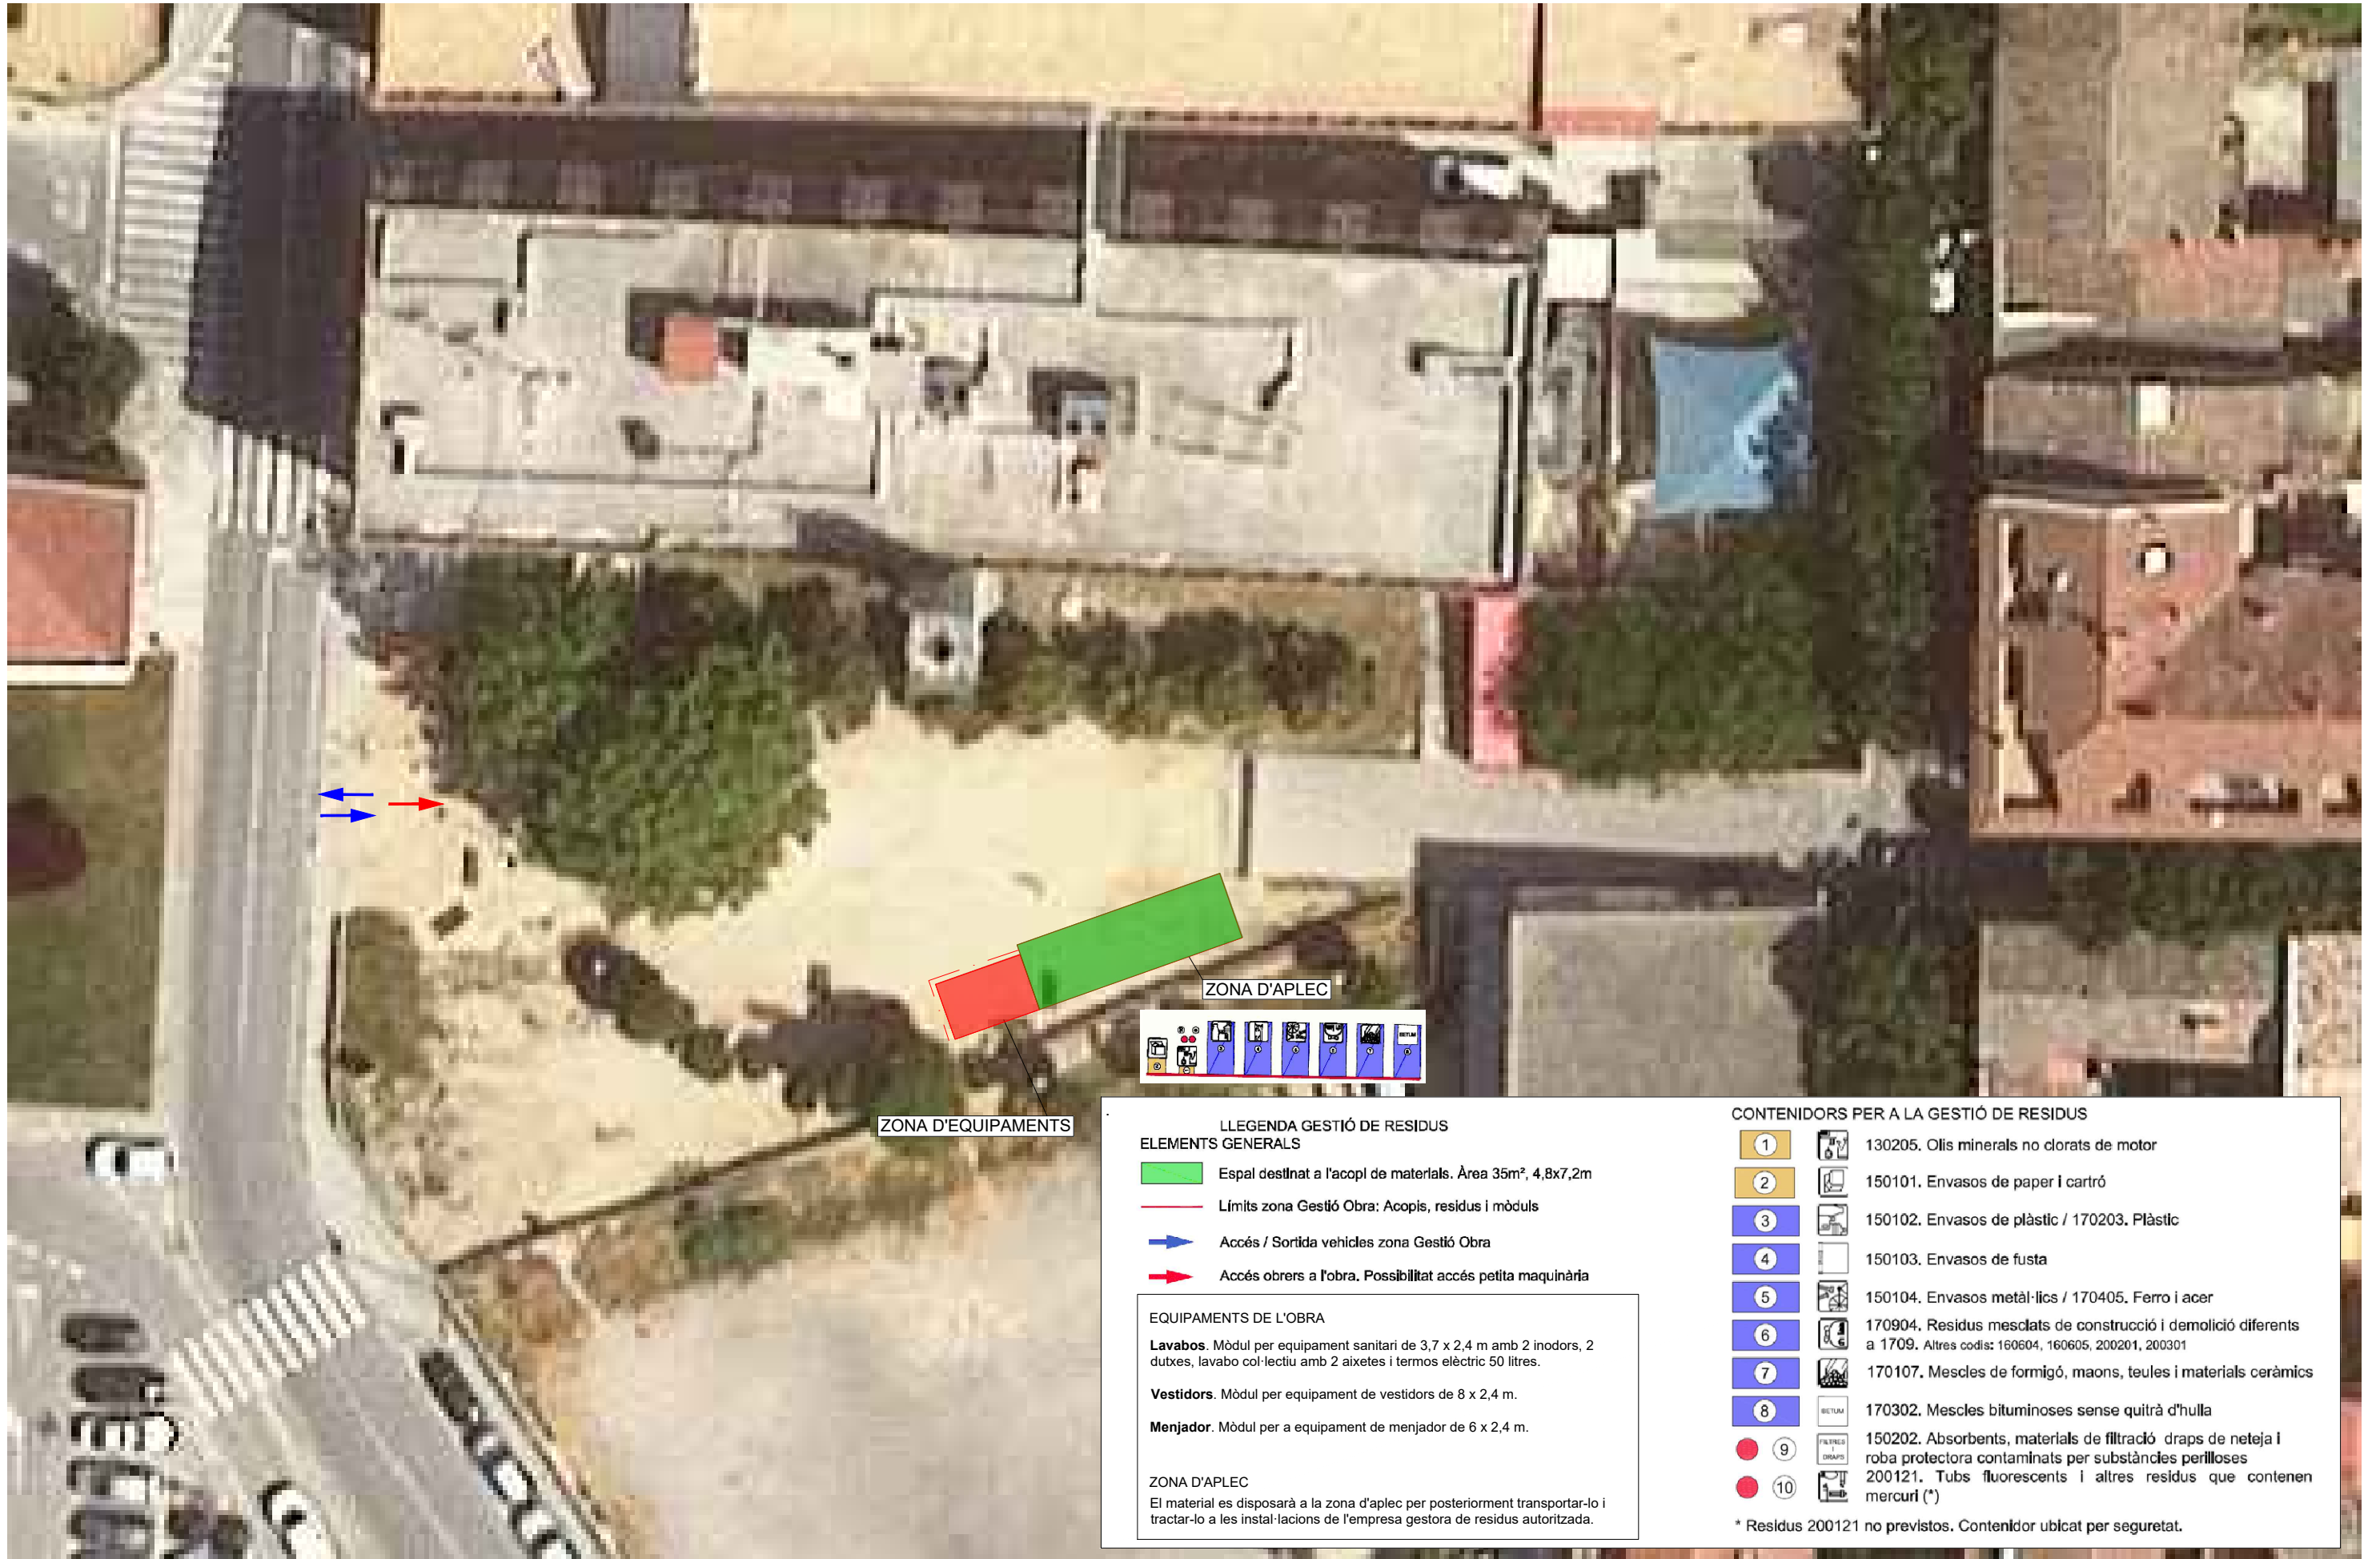 ZONA D'APLEC
ZONA D'EQUIPAMENTS
BETUM
LLEGENDA GESTIÓ DE RESIDUS
ELEMENTS GENERALS
Espai destinat a l'acopi de materials. Àrea 35m², 4,8x7,2m
Límits zona Gestió Obra: Acopis, residus i mòduls
Accés / Sortida vehicles zona Gestió Obra
Accés obrers a l'obra. Possibilitat accés petita maquinària
EQUIPAMENTS DE L'OBRA
Lavabos. Mòdul per equipament sanitari de 3,7 x 2,4 m amb 2 inodors, 2
dutxes, lavabo col·lectiu amb 2 aixetes i termos elèctric 50 litres.
Vestidors. Mòdul per equipament de vestidors de 8 x 2,4 m.
Menjador. Mòdul per a equipament de menjador de 6 x 2,4 m.
ZONA D'APLEC
El material es disposarà a la zona d'aplec per posteriorment transportar-lo i
tractar-lo a les instal·lacions de l'empresa gestora de residus autoritzada.
CONTENIDORS PER A LA GESTIÓ DE RESIDUS
1 130205. Olis minerals no clorats de motor
2 150101. Envasos de paper i cartró
3 150102. Envasos de plàstic / 170203. Plàstic
4 150103. Envasos de fusta
5 150104. Envasos metàl·lics / 170405. Ferro i acer
6 170904. Residus mesclats de construcció i demolició diferents
a 1709. Altres codis: 160604, 160605, 200201, 200301
7 170107. Mescles de formigó, maons, teules i materials ceràmics
8 BETUM 170302. Mescles bituminoses sense quitrà d'hulla
9 FILTRES I DRAPS 150202. Absorbents, materials de filtració draps de neteja i
roba protectora contaminats per substàncies perilloses
10 200121. Tubs fluorescents i altres residus que contenen
mercuri (*)
* Residus 200121 no previstos. Contenidor ubicat per seguretat.